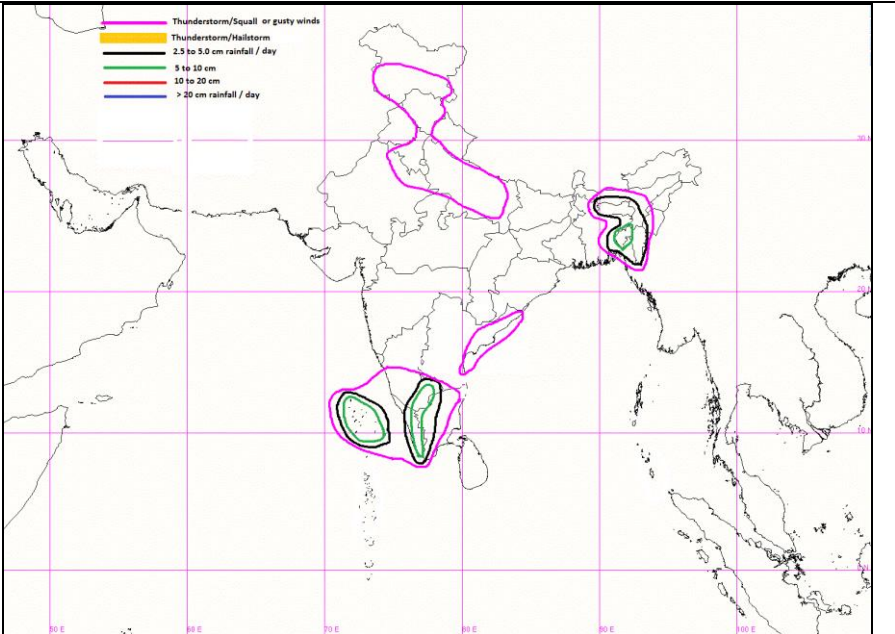 Thunderstorm/Squall or gusty winds
Thunderstorm/Hailstorm
2.5 to 5.0 cm rainfall / day
5 to 10 cm
10 to 20 cm
> 20 cm rainfall / day
20 N
10 N
50 E
60 E
70 E
80 E
90 E
100 E